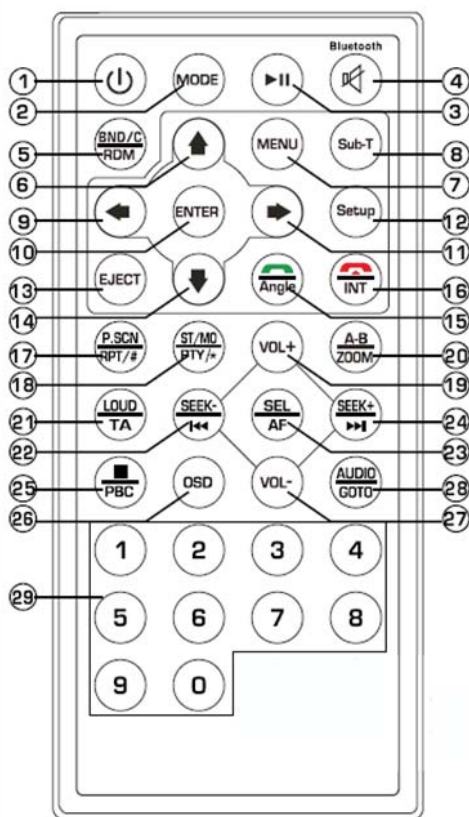 Bluetooth
1 MODE 4
2 3
5 BND/C
RDM MENU Sub-T 8
6 7
9 ENTER Setup 12
10 11
13 EJECT Angle INT 16
14 15
17 P.SCN ST/MO VOL+ A-B 20
RPT/# PTY/* ZOOM
18 19
21 LOUD SEEK- SEL SEEK+ 24
TA AF
22 23
25 PBC OSD VOL- AUDIO 28
GOTO
26 27
1 2 3 4
29 5 6 7 8
9 0